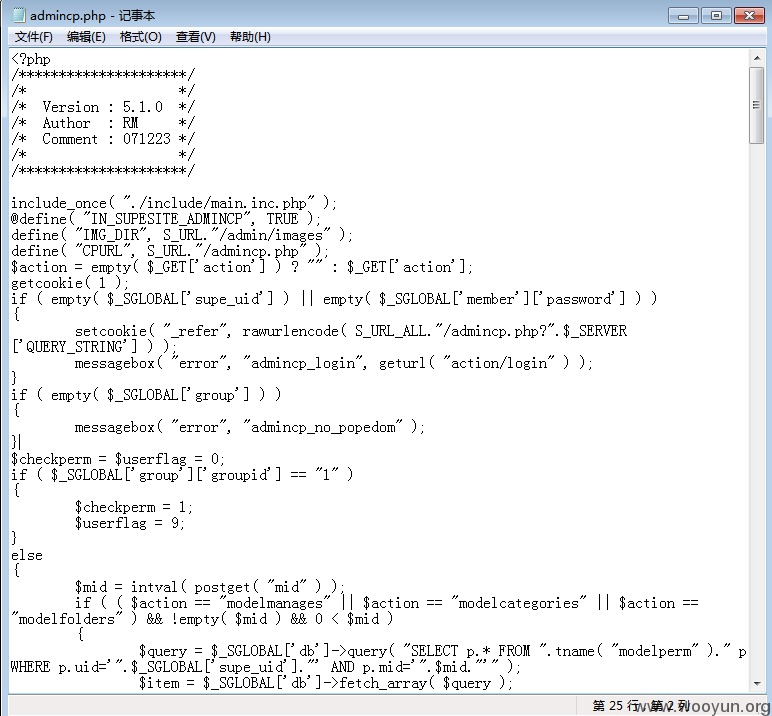 admincp.php - 记事本
文件(F) 编辑(E) 格式(O) 查看(V) 帮助(H)
<?php
/*********************/
/*                   */
/*  Version : 5.1.0  */
/*  Author  : RM     */
/*  Comment : 071223 */
/*                   */
/*********************/

include_once( "./include/main.inc.php" );
@define( "IN_SUPESITE_ADMINCP", TRUE );
define( "IMG_DIR", S_URL."/admin/images" );
define( "CPURL", S_URL."/admincp.php" );
$action = empty( $_GET['action'] ) ? "" : $_GET['action'];
getcookie( 1 );
if ( empty( $_SGLOBAL['supe_uid'] ) || empty( $_SGLOBAL['member']['password'] ) )
{
        setcookie( "_refer", rawurlencode( S_URL_ALL."/admincp.php?".$_SERVER
['QUERY_STRING'] ) );
        messagebox( "error", "admincp_login", geturl( "action/login" ) );
}
if ( empty( $_SGLOBAL['group'] ) )
{
        messagebox( "error", "admincp_no_popedom" );
}
$checkperm = $userflag = 0;
if ( $_SGLOBAL['group']['groupid'] == "1" )
{
        $checkperm = 1;
        $userflag = 9;
}
else
{
        $mid = intval( postget( "mid" ) );
        if ( ( $action == "modelmanages" || $action == "modelcategories" || $action ==
"modelfolders" ) && !empty( $mid ) && 0 < $mid )
        {
                $query = $_SGLOBAL['db']->query( "SELECT p.* FROM ".tname( "modelperm" )." p
WHERE p.uid='".$_SGLOBAL['supe_uid']."' AND p.mid='".$mid."'" );
                $item = $_SGLOBAL['db']->fetch_array( $query );
第 25 行, 第 2 列
www.wooyun.org